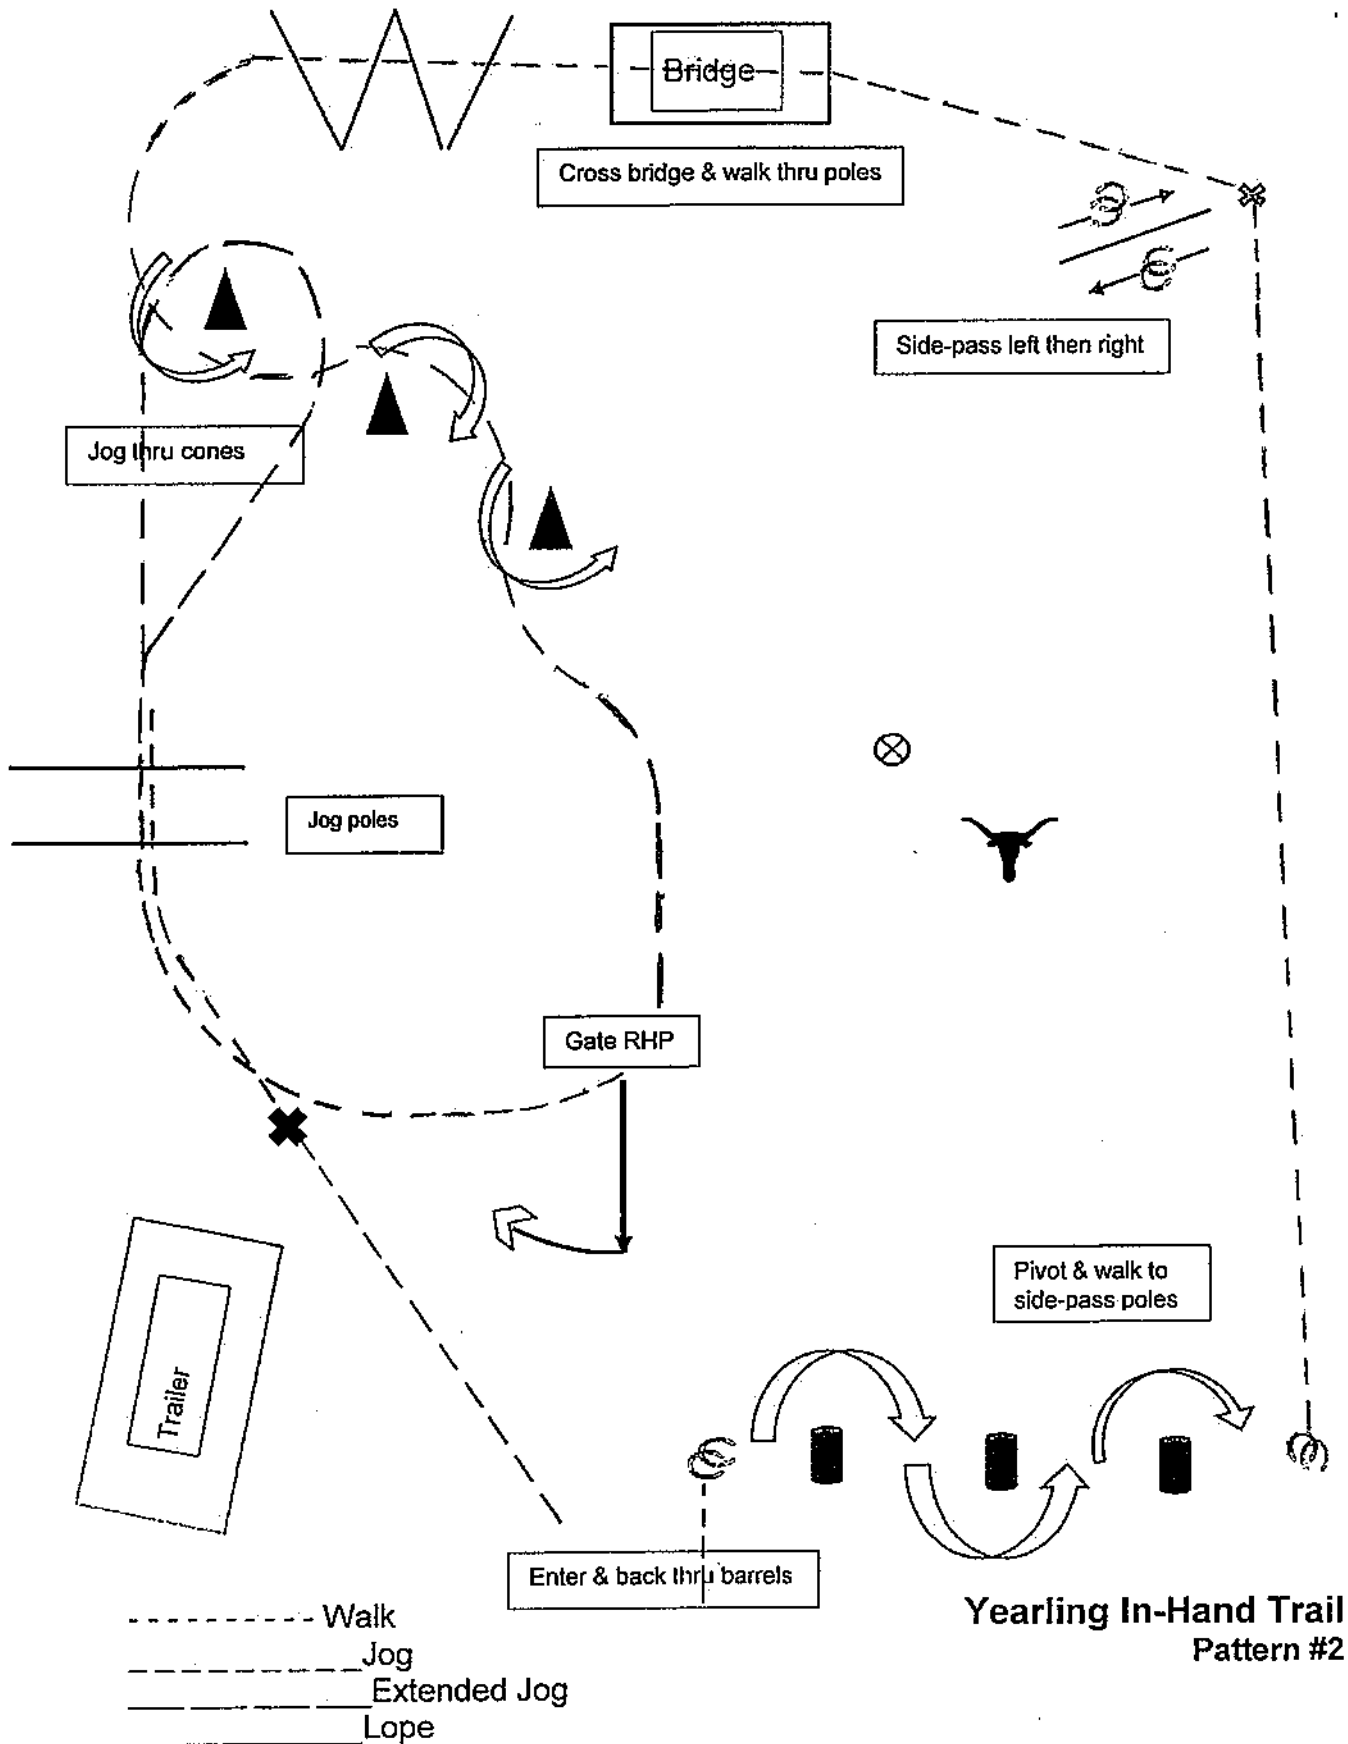 Bridge
Cross bridge & walk thru poles
Side-pass left then right
Jog thru cones
Jog poles
Gate RHP
Pivot & walk to
side-pass poles
Trailer
Enter & back thru barrels
Yearling In-Hand Trail
Pattern #2
Walk
Jog
Extended Jog
Lope